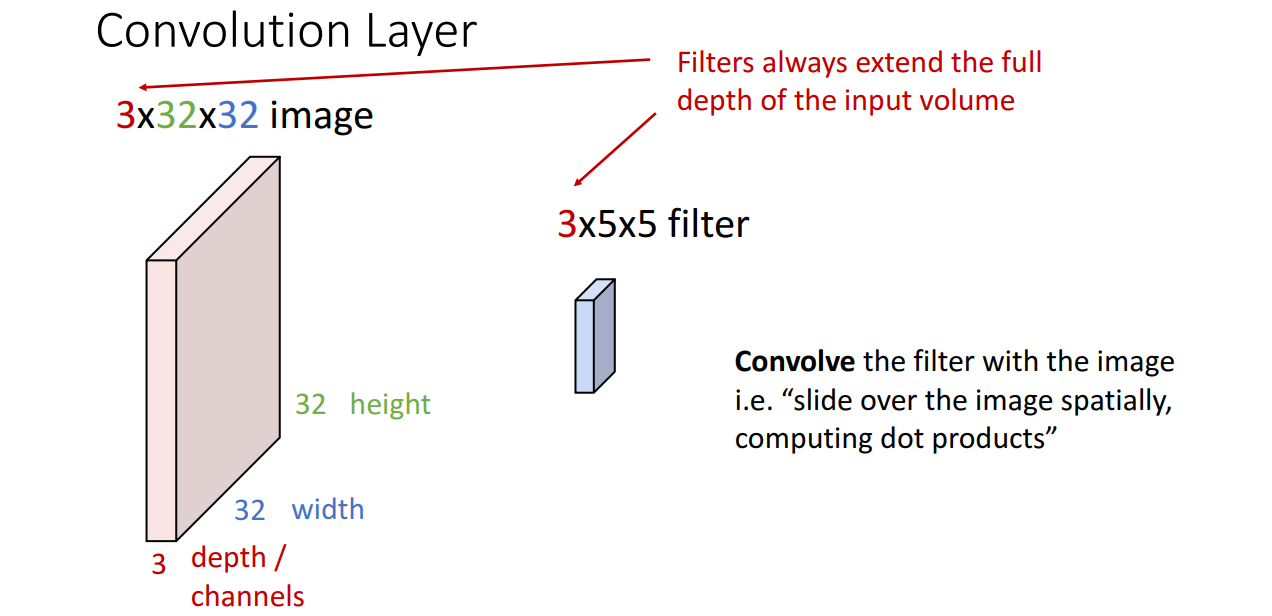 Convolution Layer
Filters always extend the full
depth of the input volume
3x32x32 image
3x5x5 filter
Convolve the filter with the image
i.e. “slide over the image spatially,
computing dot products”
32 height
32 width
3 depth /
channels